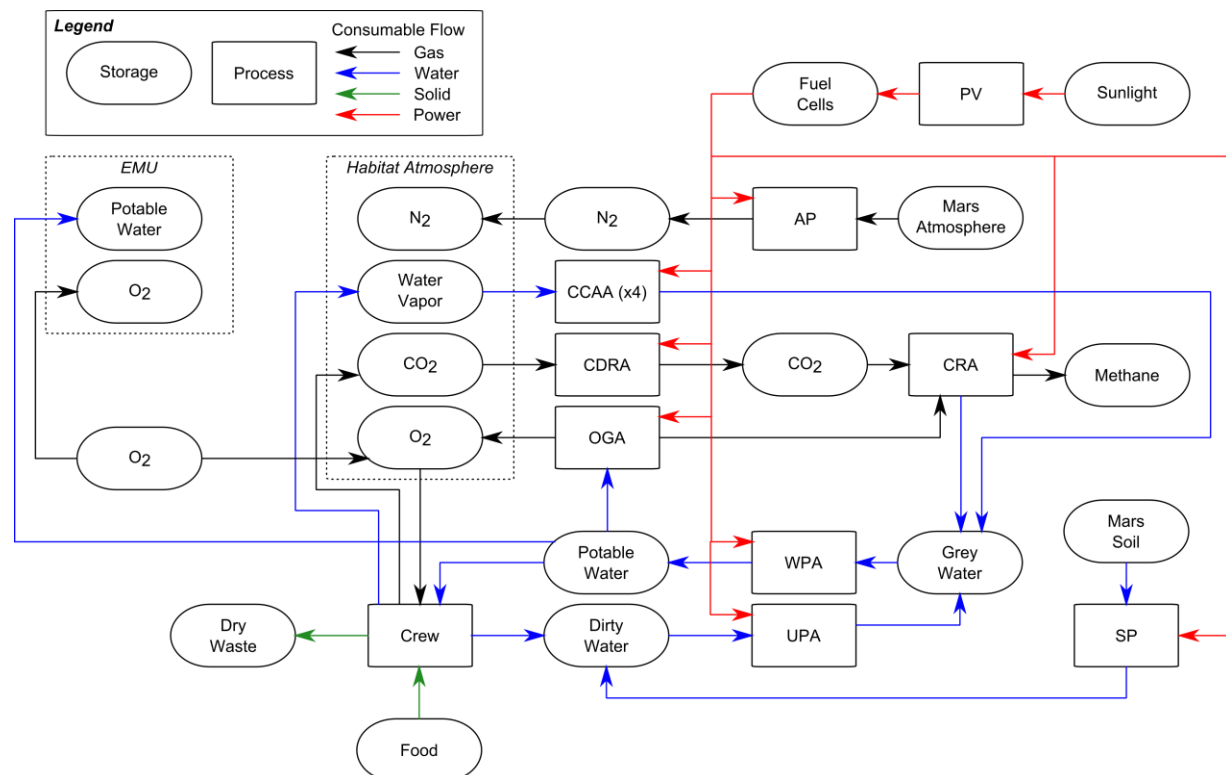 Legend
Consumable Flow
Storage
Process
Gas
Water
Solid
Power
Fuel
Cells
PV
Sunlight
EMU
Habitat Atmosphere
Potable
Water
N2
N2
AP
Mars
Atmosphere
O2
Water
Vapor
CCAA (x4)
CO2
CDRA
CO2
CRA
Methane
O2
O2
OGA
Potable
Water
WPA
Grey
Water
Mars
Soil
Dry
Waste
Crew
Dirty
Water
UPA
SP
Food